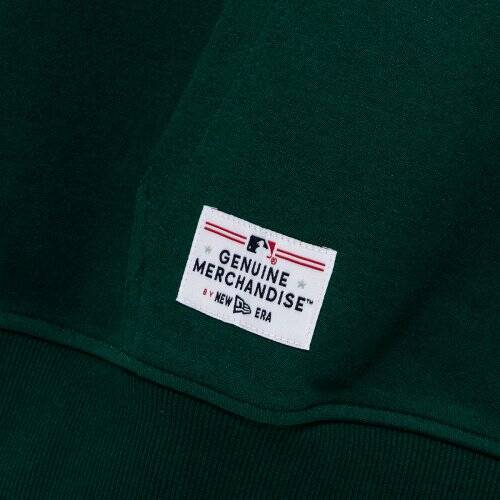 ®
GENUINE
MERCHANDISE™
BY NEW ERA